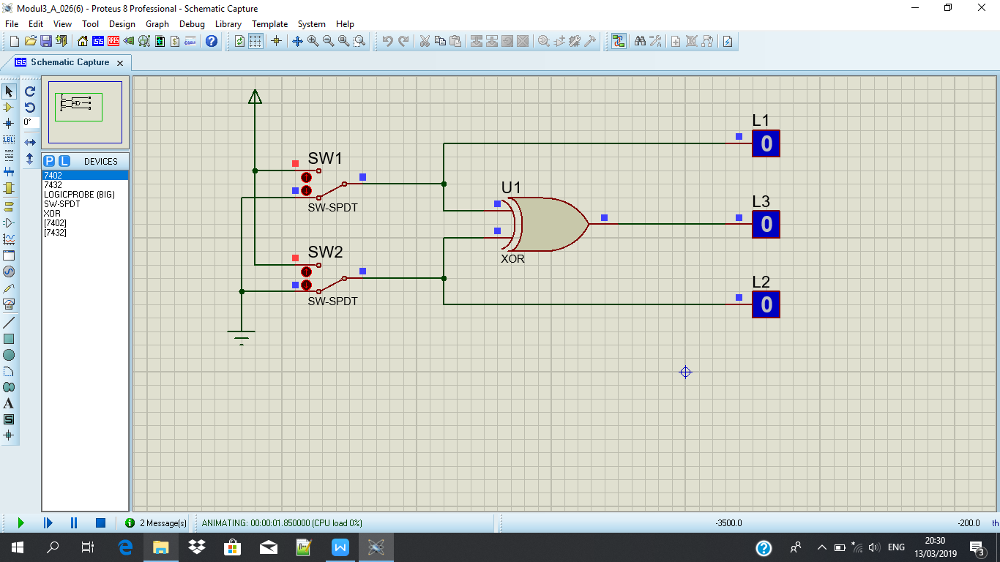 Modul3_A_026(6) - Proteus 8 Professional - Schematic Capture
File Edit View Tool Design Graph Debug Library Template System Help
Schematic Capture
LBL
0°
P L DEVICES
7402
7432
LOGICPROBE (BIG)
SW-SPDT
XOR
[7402]
[7432]
A
SW1
SW-SPDT
SW2
SW-SPDT
U1
XOR
L1
0
L3
0
L2
0
2 Message(s)
ANIMATING: 00:00:01.850000 (CPU load 0%)
-3500.0
-200.0
th
ENG
20:30
13/03/2019
3